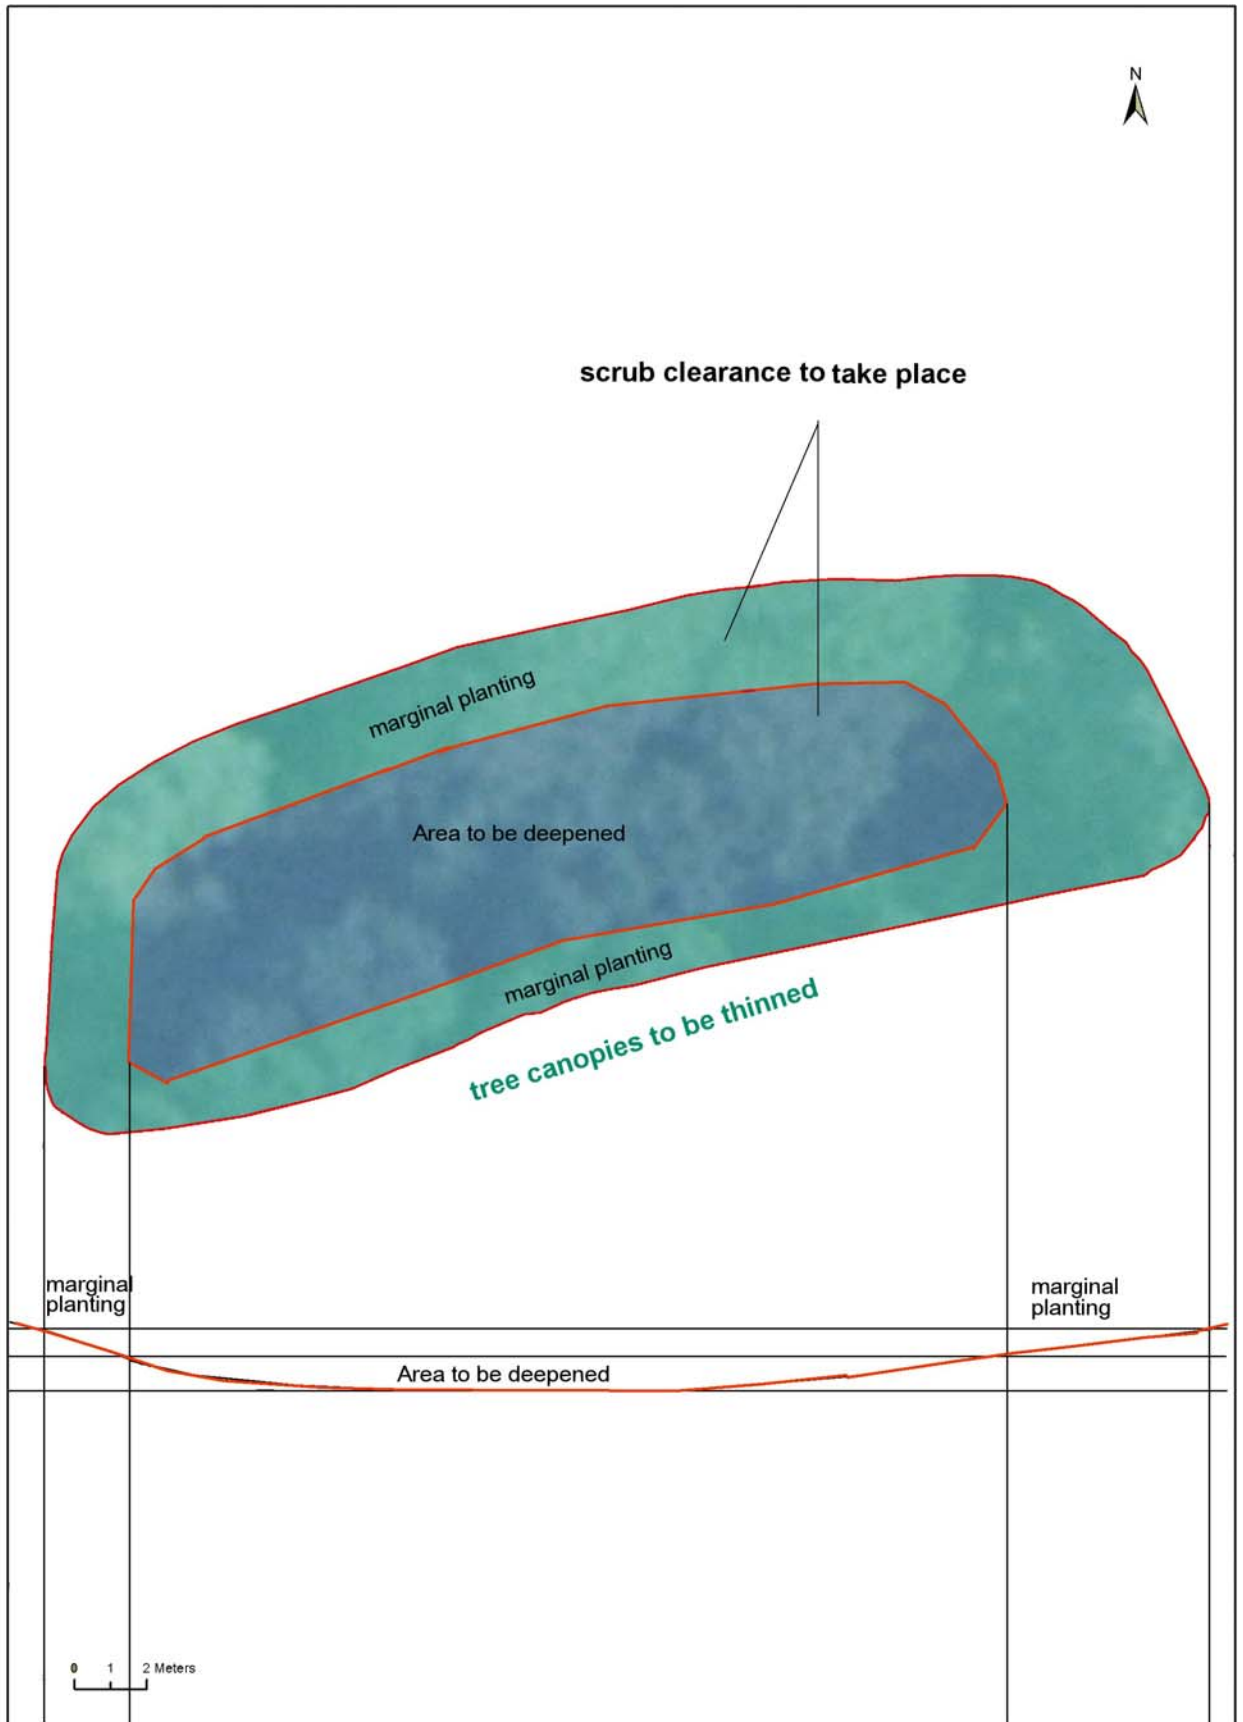 N
scrub clearance to take place
marginal planting
Area to be deepened
marginal planting
tree canopies to be thinned
marginal
planting
marginal
planting
Area to be deepened
0 1 2 Meters